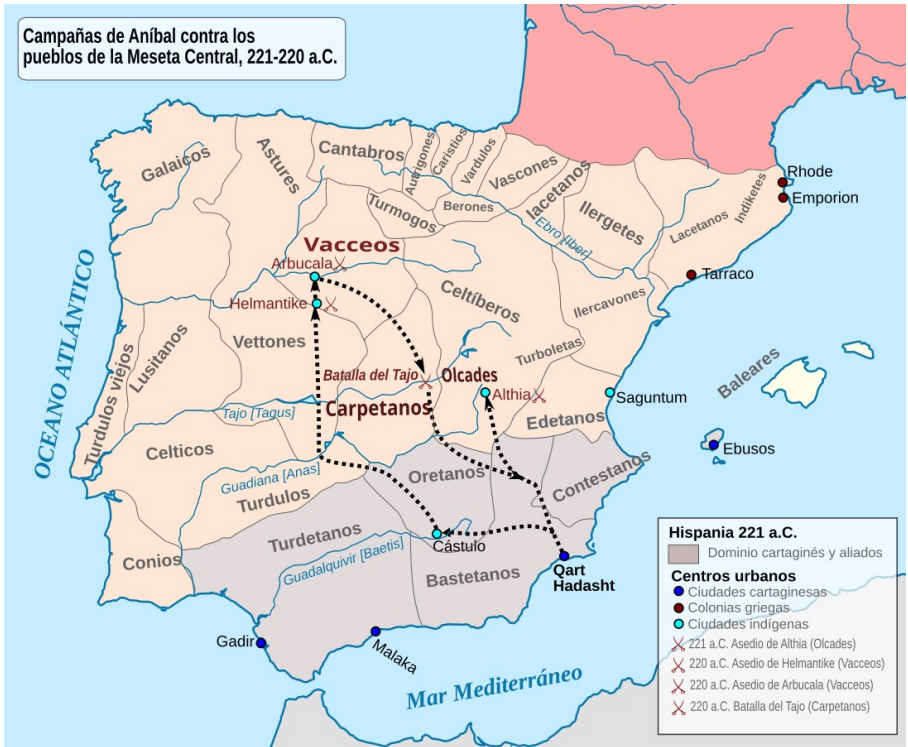 Campañas de Aníbal contra los
pueblos de la Meseta Central, 221-220 a.C.
Galaicos
Astures
Cantabros
Autrigones
Caristios
Vardulos
Vascones
Iacetanos
Ilergetes
Lacetanos
Indiketes
Rhode
Emporion
Turmogos
Berones
Ebro [Iber]
Vacceos
Arbucala
Helmantike
Celtíberos
Ilercavones
Tarraco
OCEANO ATLÁNTICO
Turdulos viejos
Lusitanos
Vettones
Turboletas
Batalla del Tajo
Olcades
Althia
Saguntum
Baleares
Ebusos
Carpetanos
Tajo [Tagus]
Edetanos
Celticos
Guadiana [Anas]
Oretanos
Contestanos
Turdulos
Turdetanos
Cástulo
Conios
Guadalquivir [Baetis]
Bastetanos
Qart
Hadasht
Gadir
Malaka
Mar Mediterráneo
Hispania 221 a.C.
Dominio cartaginés y aliados
Centros urbanos
Ciudades cartaginesas
Colonias griegas
Ciudades indígenas
221 a.C. Asedio de Althia (Olcades)
220 a.C. Asedio de Helmantike (Vacceos)
220 a.C. Asedio de Arbucala (Vacceos)
220 a.C. Batalla del Tajo (Carpetanos)